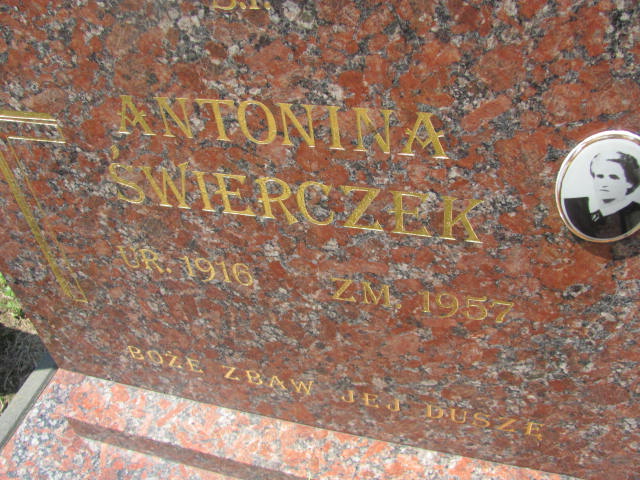 Ś.P.
ANTONINA
ŚWIERCZEK
UR. 1916 ZM. 1957
BOŻE ZBAW JEJ DUSZĘ